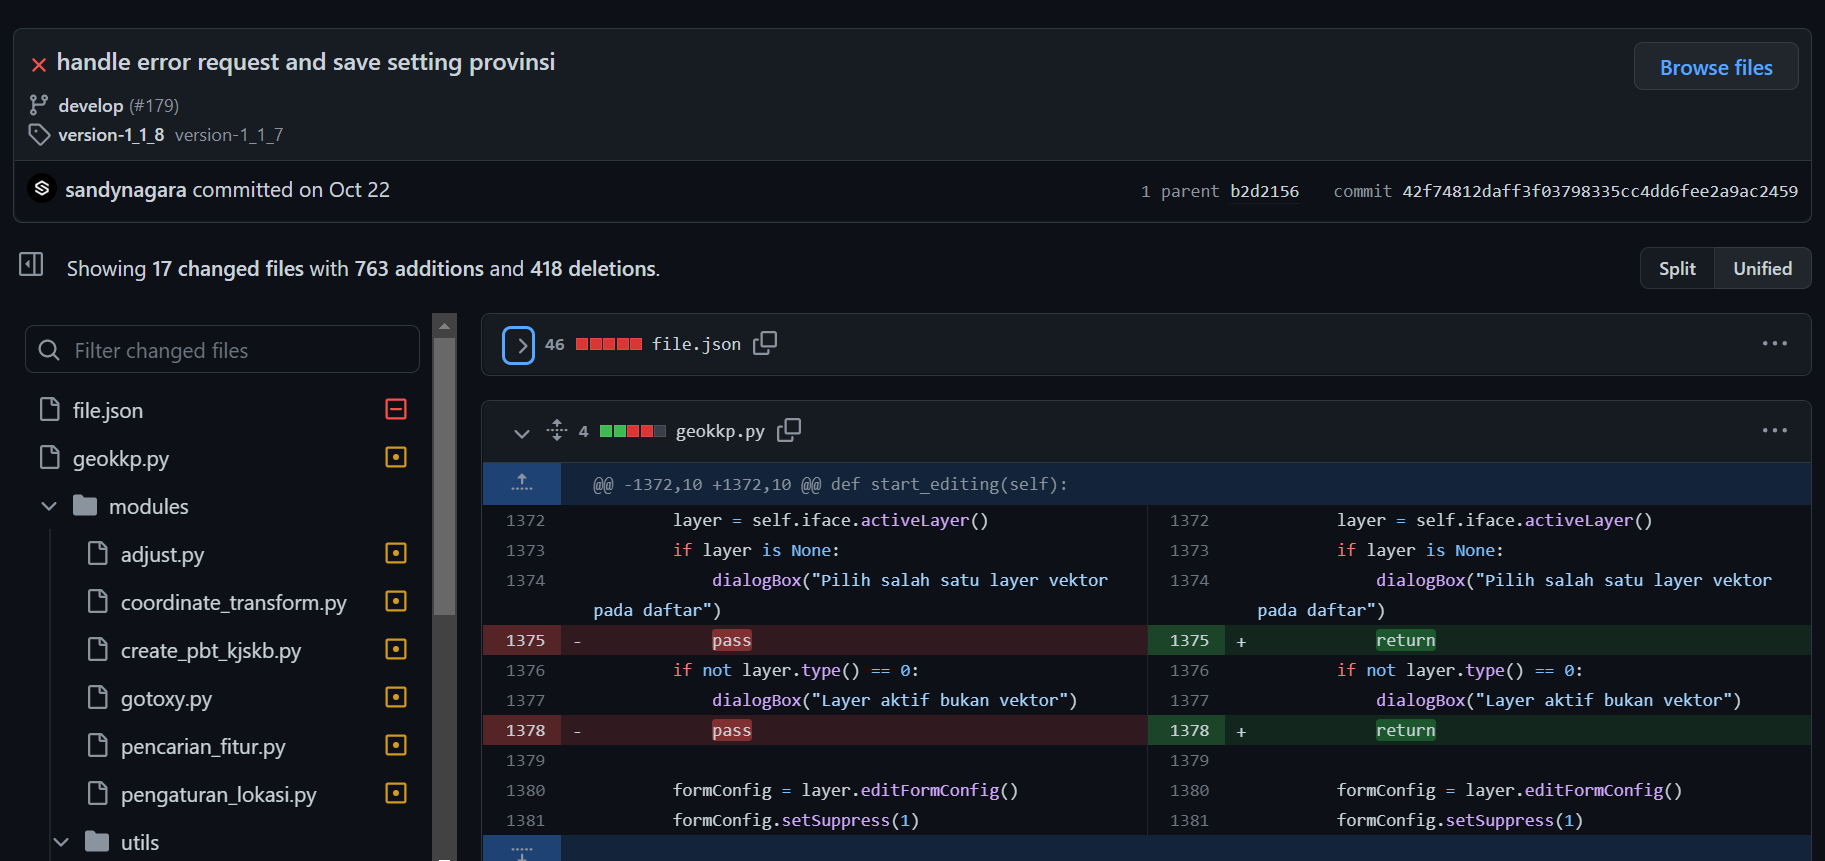 handle error request and save setting provinsi
Browse files
develop (#179)
version-1_1_8 version-1_1_7
sandynagara committed on Oct 22
1 parent b2d2156 commit 42f74812daff3f03798335cc4dd6fee2a9ac2459
Showing 17 changed files with 763 additions and 418 deletions.
Split Unified
Filter changed files
file.json
geokkp.py
modules
adjust.py
coordinate_transform.py
create_pbt_kjskb.py
gotoxy.py
pencarian_fitur.py
pengaturan_lokasi.py
utils
46 file.json
4 geokkp.py
@@ -1372,10 +1372,10 @@ def start_editing(self):
1372 layer = self.iface.activeLayer()
1373 if layer is None:
1374 dialogBox("Pilih salah satu layer vektor
pada daftar")
1375 - pass
1376 if not layer.type() == 0:
1377 dialogBox("Layer aktif bukan vektor")
1378 - pass
1379
1380 formConfig = layer.editFormConfig()
1381 formConfig.setSuppress(1)
1372 layer = self.iface.activeLayer()
1373 if layer is None:
1374 dialogBox("Pilih salah satu layer vektor
pada daftar")
1375 + return
1376 if not layer.type() == 0:
1377 dialogBox("Layer aktif bukan vektor")
1378 + return
1379
1380 formConfig = layer.editFormConfig()
1381 formConfig.setSuppress(1)